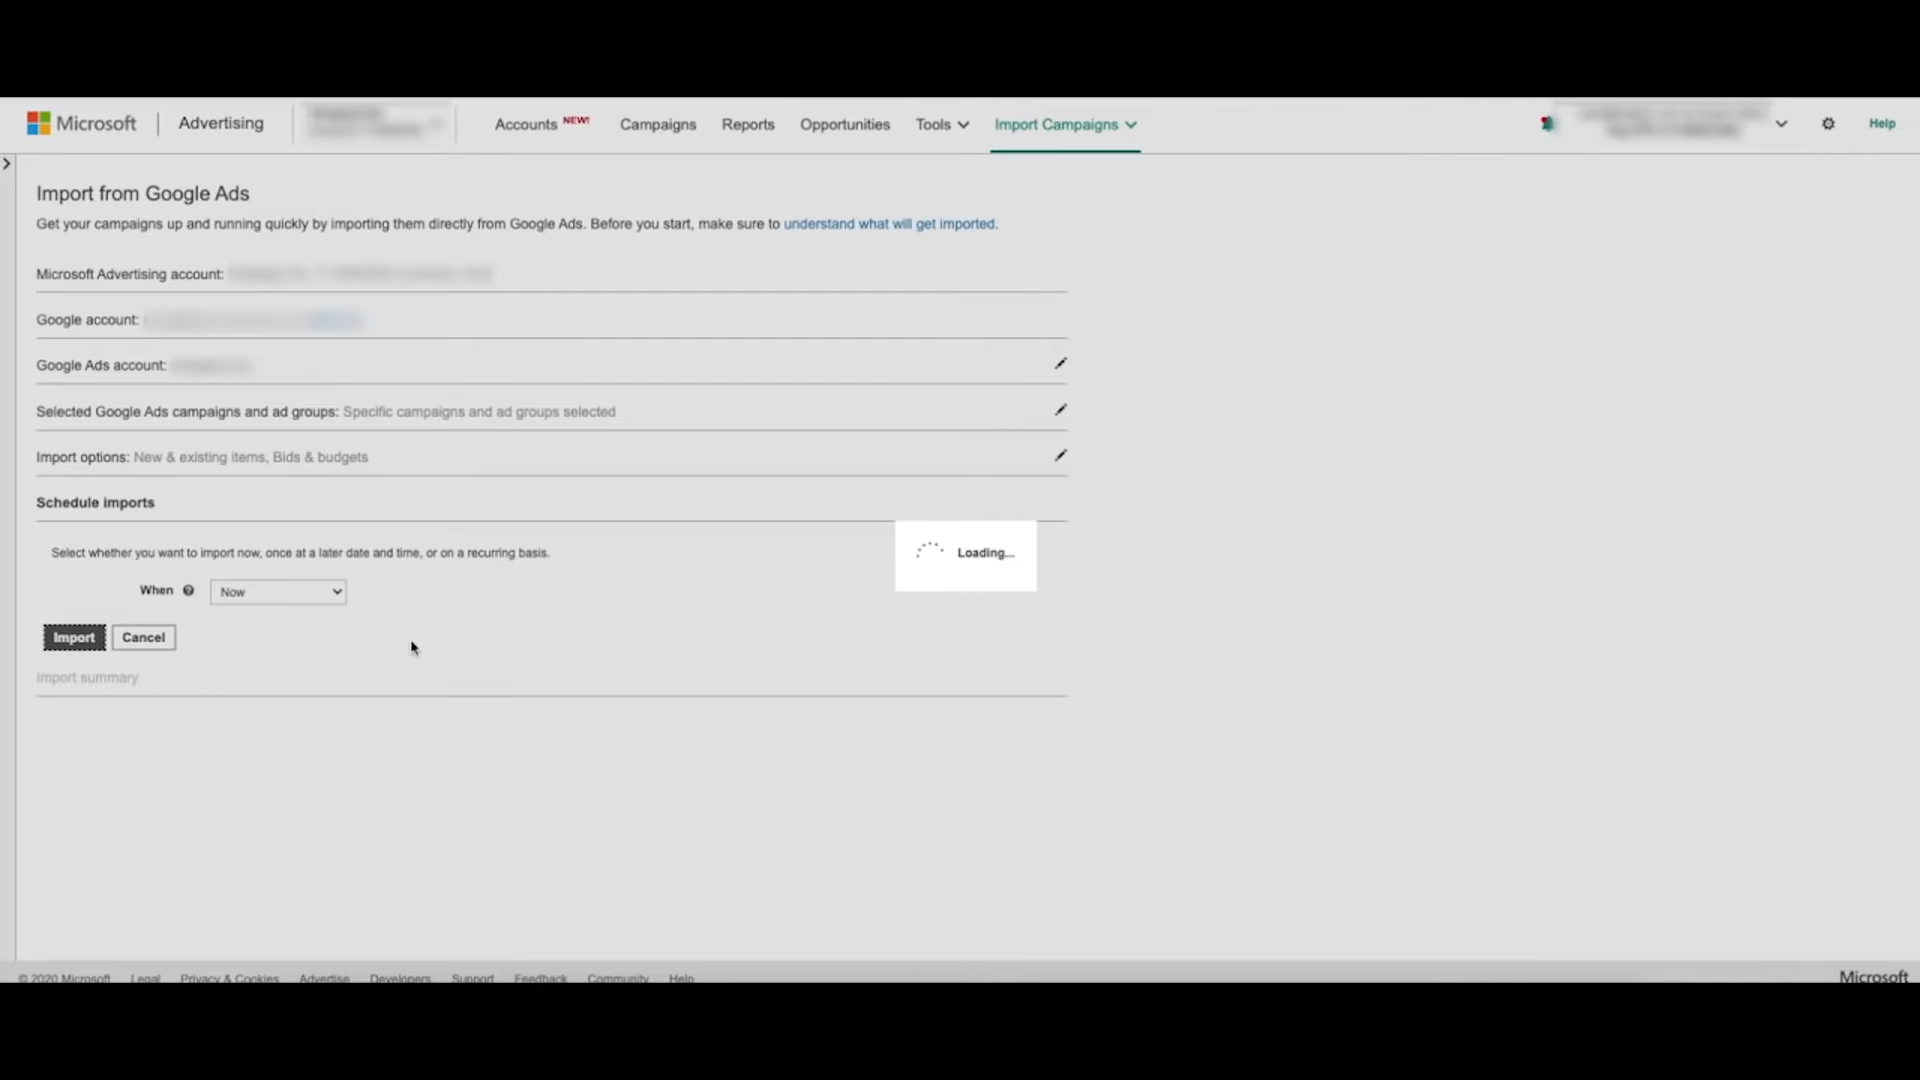 Microsoft | Advertising
Accounts NEW! Campaigns Reports Opportunities Tools Import Campaigns Help
Import from Google Ads
Get your campaigns up and running quickly by importing them directly from Google Ads. Before you start, make sure to understand what will get imported.
Microsoft Advertising account:
Google account:
Google Ads account:
Selected Google Ads campaigns and ad groups: Specific campaigns and ad groups selected
Import options: New & existing items, Bids & budgets
Schedule imports
Loading...
Select whether you want to import now, once at a later date and time, or on a recurring basis.
When Now
Import Cancel
Import summary
© 2020 Microsoft Legal Privacy & Cookies Advertise Developers Support Feedback Community Help Microsoft